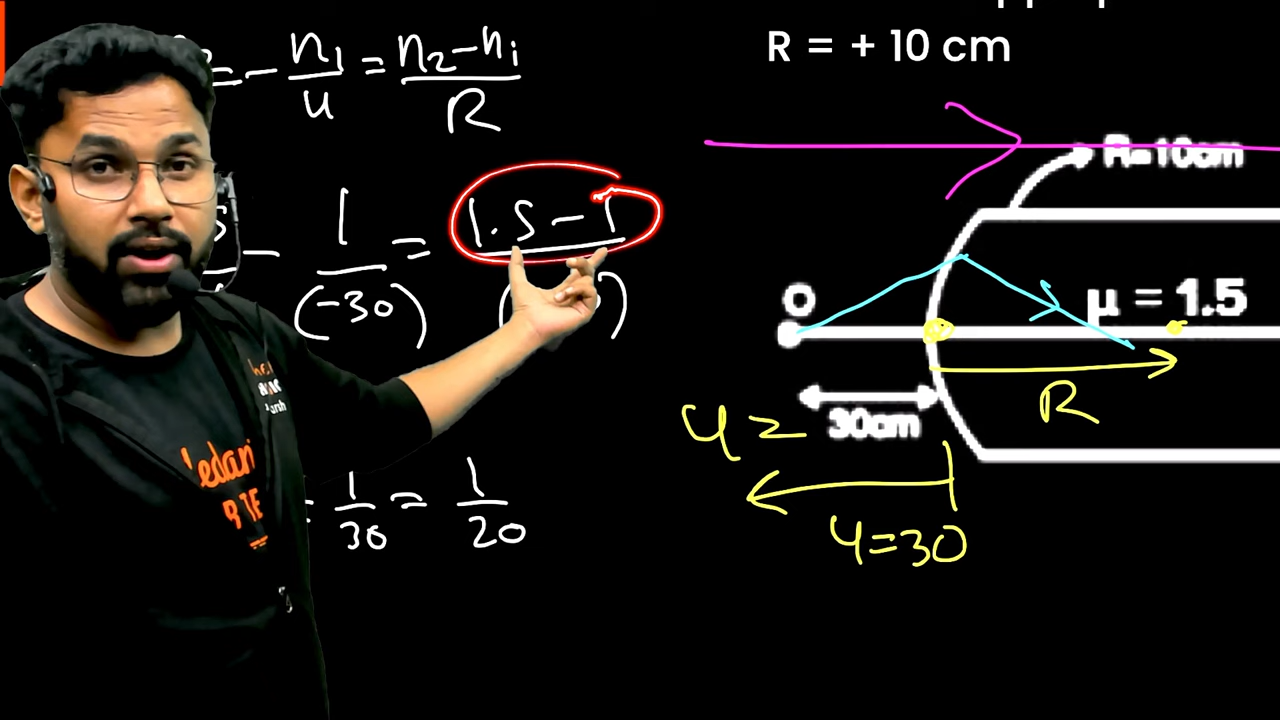 = - n1/u = n2-n1/R
R = + 10 cm
R=10cm
- 1/(-30) = 1.5-1
O
μ = 1.5
R
30cm
u =
= 1/30 = 1/20
u=30